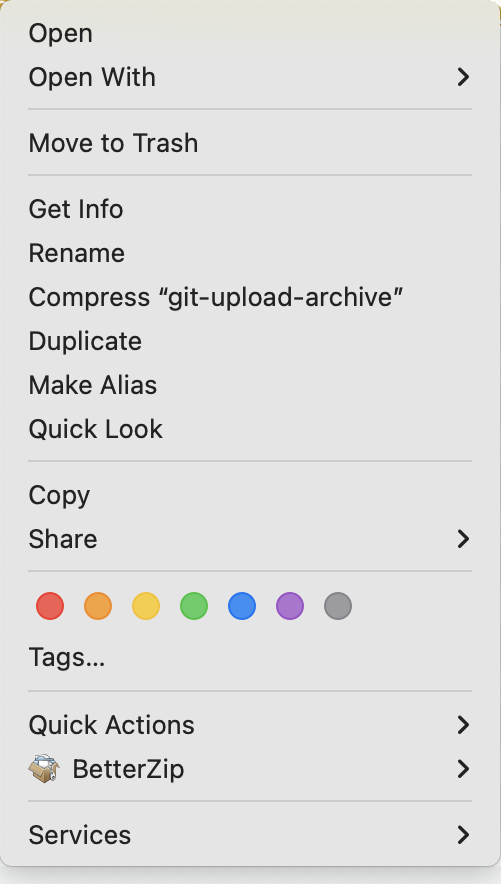 Open
Open With
Move to Trash
Get Info
Rename
Compress “git-upload-archive”
Duplicate
Make Alias
Quick Look
Copy
Share
Tags...
Quick Actions
BetterZip
Services